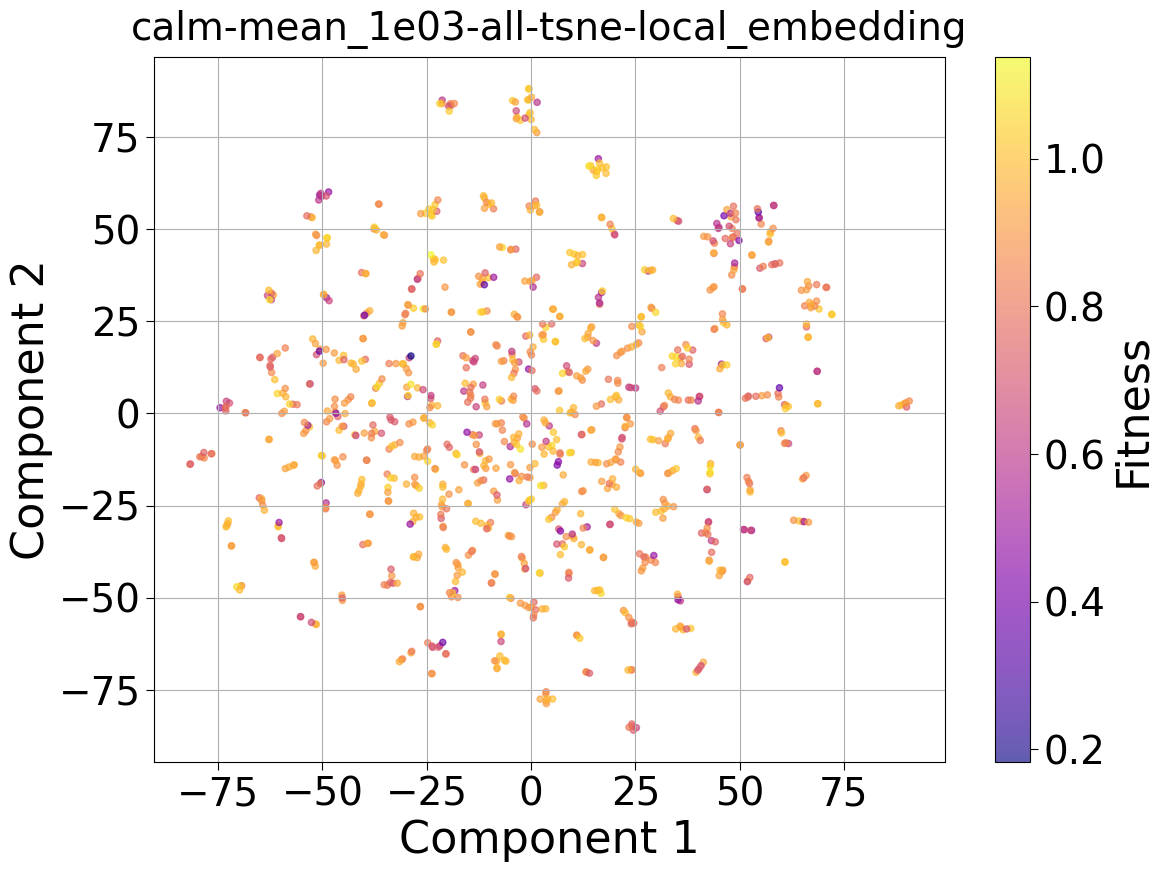 calm-mean_1e03-all-tsne-local_embedding
75
50
25
0
−25
−50
−75
Component 2
−75 −50 −25 0 25 50 75
Component 1
1.0
0.8
0.6
0.4
0.2
Fitness